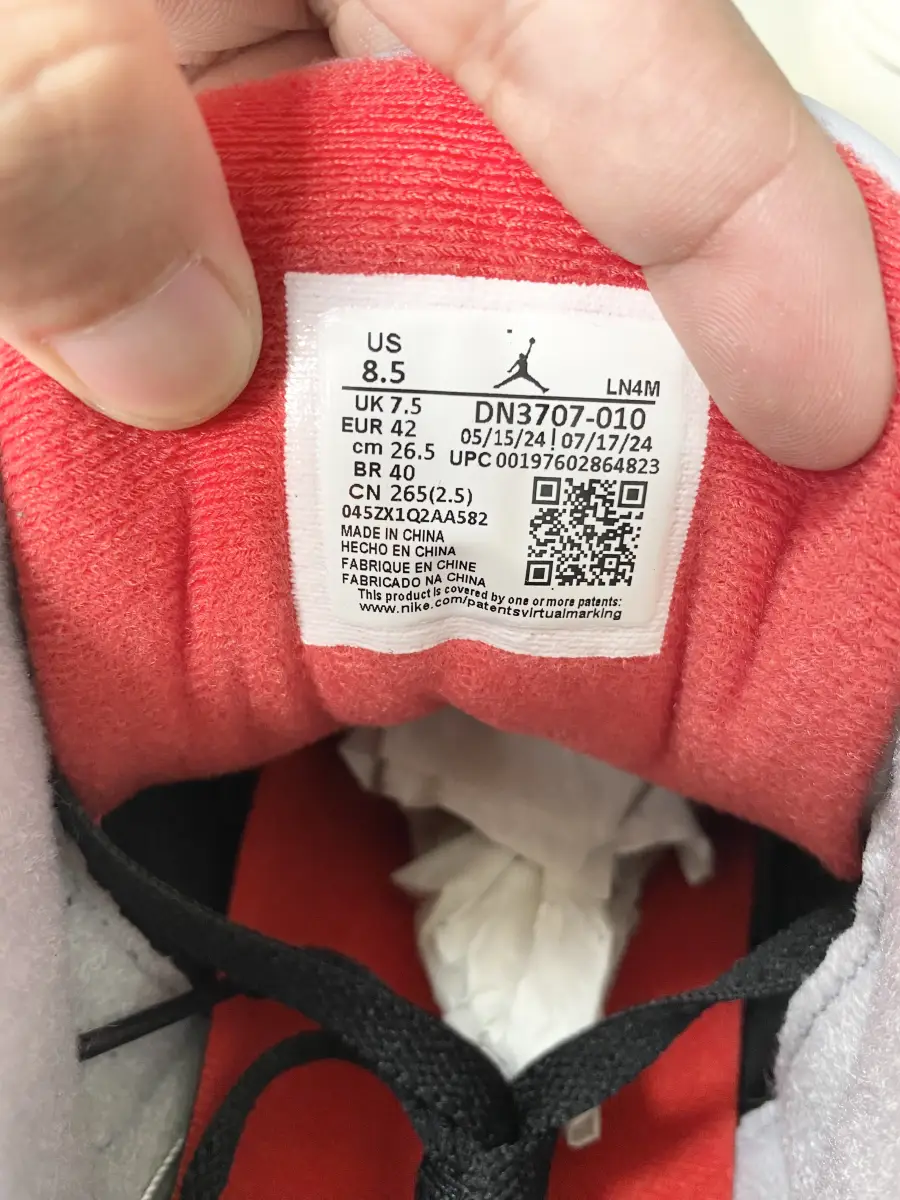 US
8.5
LN4M
UK 7.5
DN3707-010
EUR 42
05/15/24 | 07/17/24
cm 26.5
UPC 00197602864823
BR 40
CN 265(2.5)
045ZX1Q2AA582
MADE IN CHINA
HECHO EN CHINA
FABRIQUE EN CHINE
FABRICADO NA CHINA
This product is covered by one or more patents:
www.nike.com/patentsvirtualmarking